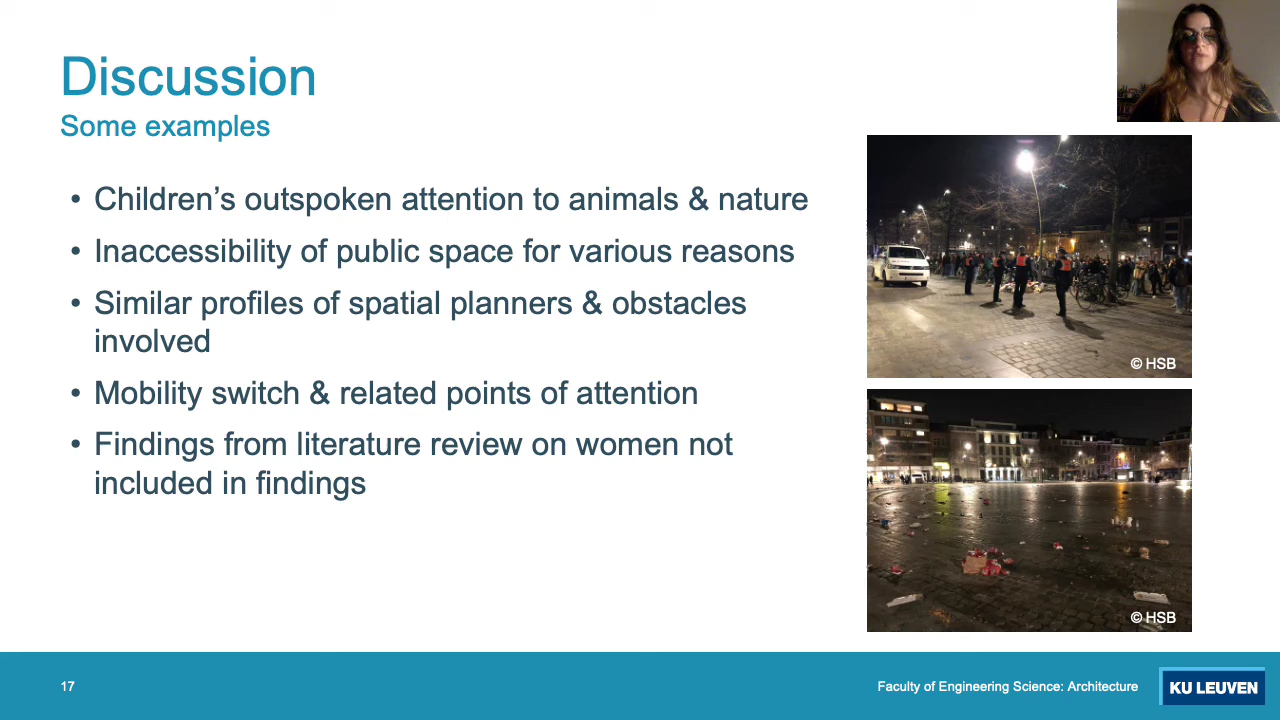 Discussion
Some examples
• Children’s outspoken attention to animals & nature
• Inaccessibility of public space for various reasons
• Similar profiles of spatial planners & obstacles
involved
• Mobility switch & related points of attention
• Findings from literature review on women not
included in findings
© HSB
© HSB
17
Faculty of Engineering Science: Architecture
KU LEUVEN